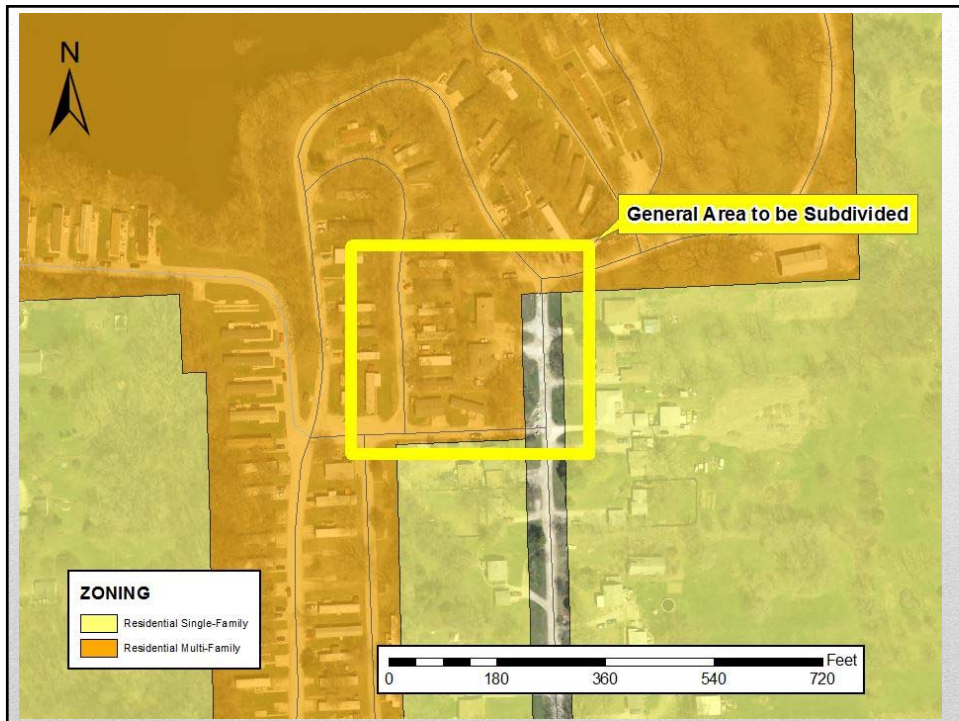 N
General Area to be Subdivided
ZONING
Residential Single-Family
Residential Multi-Family
Feet
0 180 360 540 720